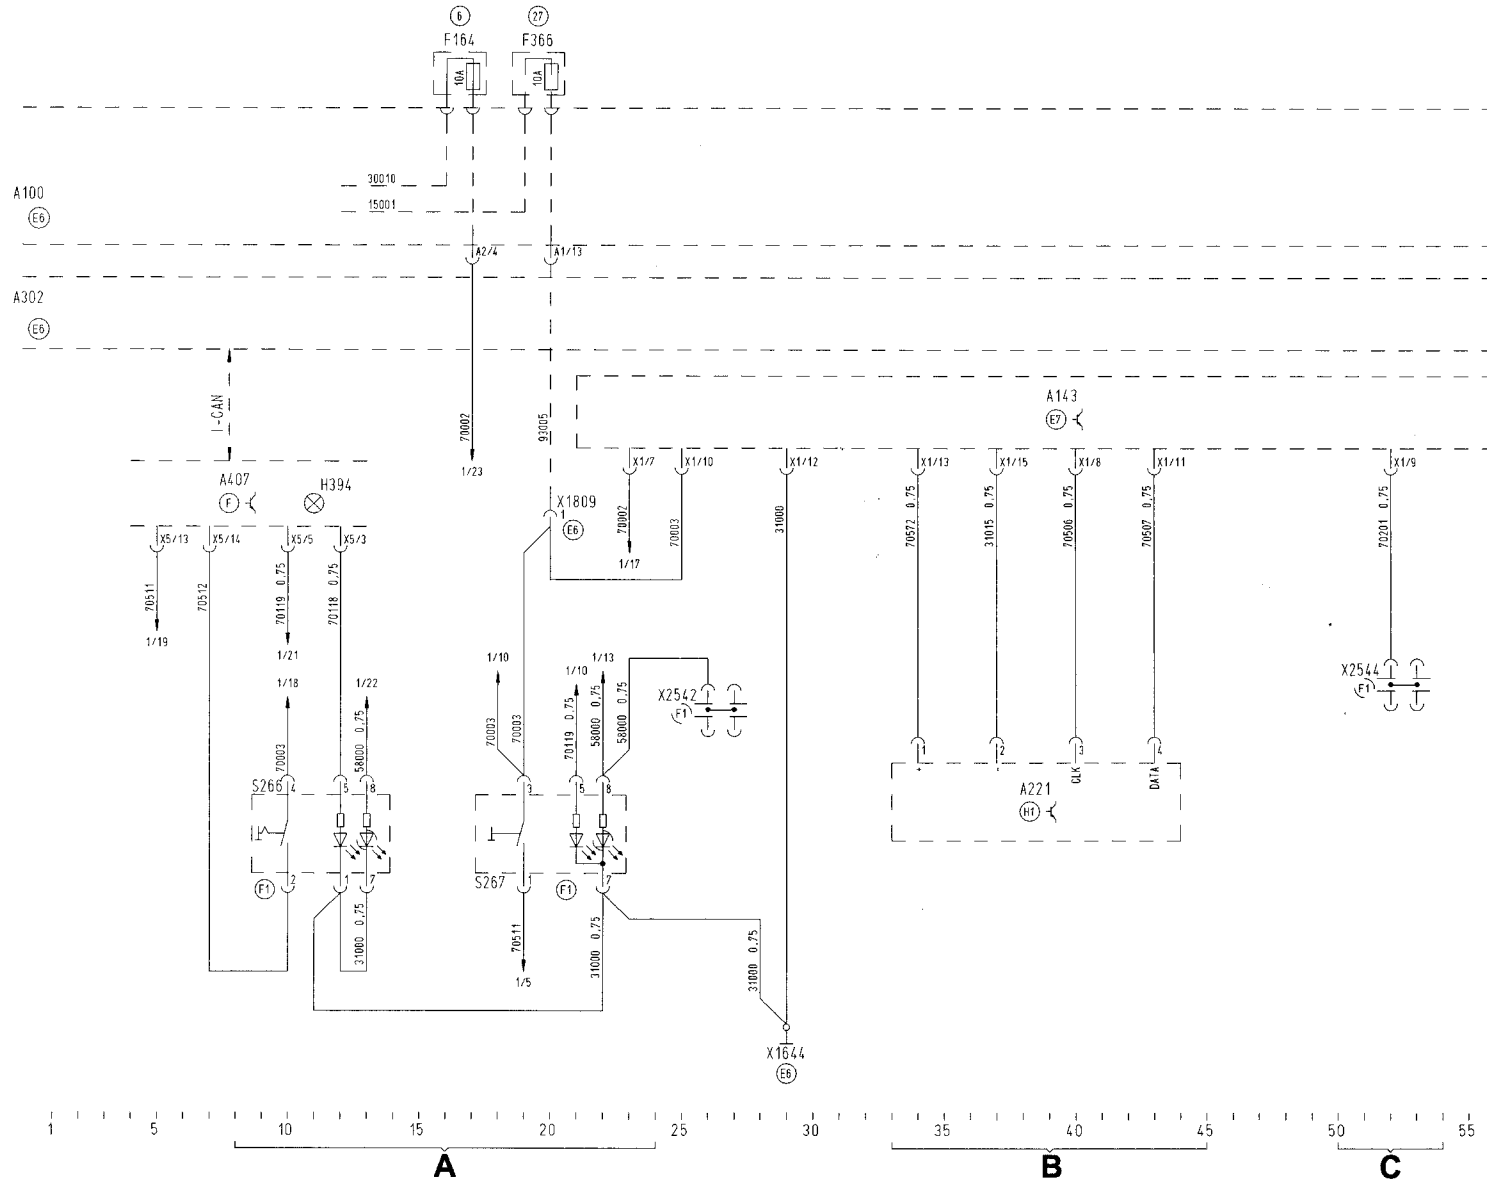 6 27
F164 F366
10A 10A
30010
A100
15001
E6
A2/4 A1/13
A302
E6
I-CAN
70002
93005
A143
E7
1/23
X1/7 X1/10 X1/12 X1/13 X1/15 X1/8 X1/11 X1/9
A407 H394
F
X1809
1
E6
X5/13 X5/14 X5/5 X5/3
70002 70003 31000 70572 0,75 31015 0,75 70506 0,75 70507 0,75 70201 0,75
1/17
70511 70512 70119 0,75 70118 0,75
1/19 1/21
1/10 1/10 1/13
1/18 1/22
X2542
F1
X2544
F1
70003 58000 0,75 70003 70003 70119 0,75 58000 0,75 58000 0,75
1 2 3 4
S266 4 5 8 3 5 8
+ - CLK DATA
A221
H1
S267
F1 2 1 7 1 F1 7
31000 0,75 70511 31000 0,75 31000 0,75
1/5
X1644
E6
1 5 10 15 20 25 30 35 40 45 50 55
A B C